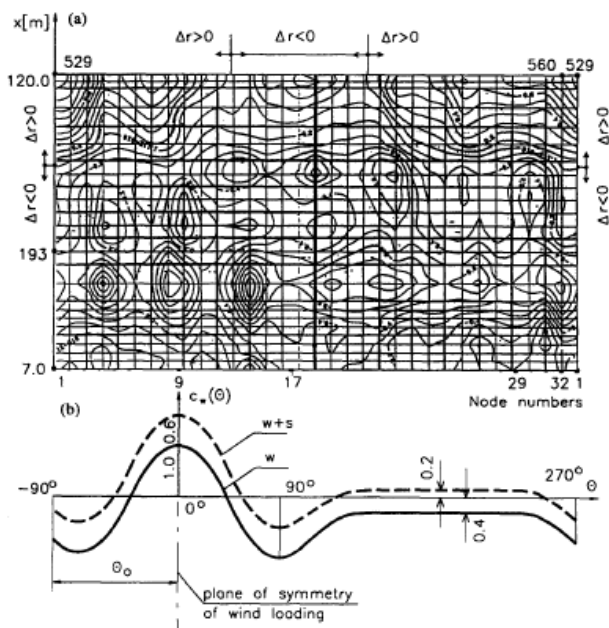 x[m] (a)
Δr>0 Δr<0 Δr>0
529 560 529
120.0
Δr>0 Δr>0
Δr<0 Δr<0
193
7.0
1 9 17 29 32 1
Node numbers
(b) c_w(Θ)
w+s
w
1.0 0.6
0.2
-90° 0° 90° 270° Θ
0.4
Θ₀
plane of symmetry
of wind loading